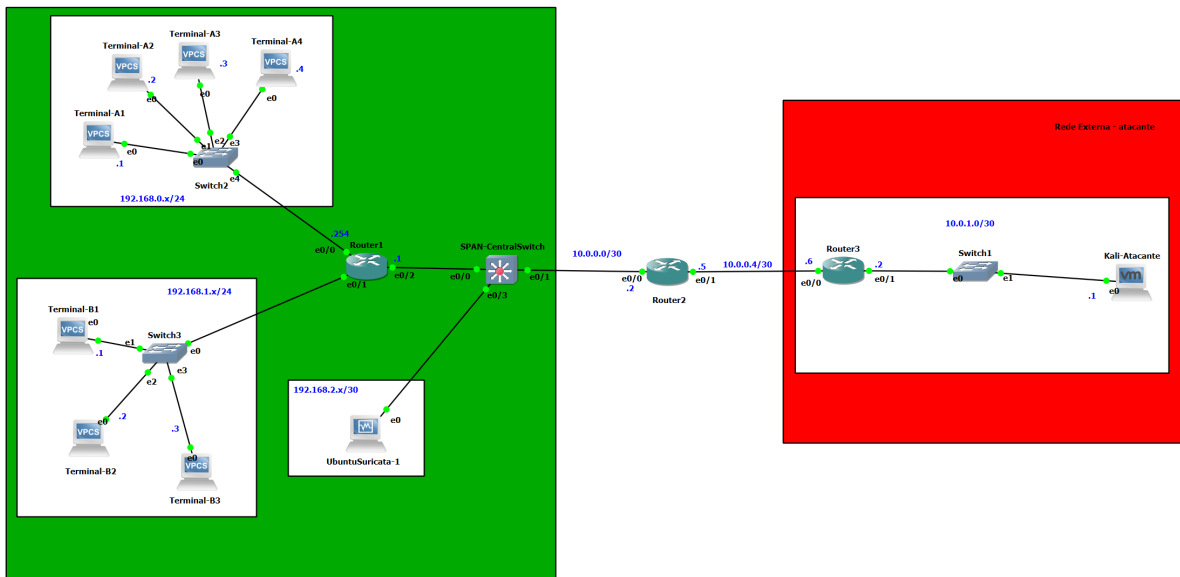 Terminal-A2
VPCS
.2
e0
Terminal-A3
VPCS
.3
e0
Terminal-A4
VPCS
.4
e0
Terminal-A1
VPCS
.1
e0
e1
e2
e3
e0
e4
Switch2
192.168.0.x/24
.254
e0/0
Router1
.1
e0/2
e0/1
SPAN-CentralSwitch
e0/0
e0/1
e0/3
10.0.0.0/30
e0/0
.2
Router2
.5
e0/1
10.0.0.4/30
Rede Externa - atacante
10.0.1.0/30
.6
e0/0
Router3
.2
e0/1
Switch1
e0
e1
Kali-Atacante
vm
e0
.1
192.168.1.x/24
Terminal-B1
e0
VPCS
.1
Switch3
e1
e0
e2
e3
.2
e0
VPCS
Terminal-B2
.3
e0
VPCS
Terminal-B3
192.168.2.x/30
e0
UbuntuSuricata-1